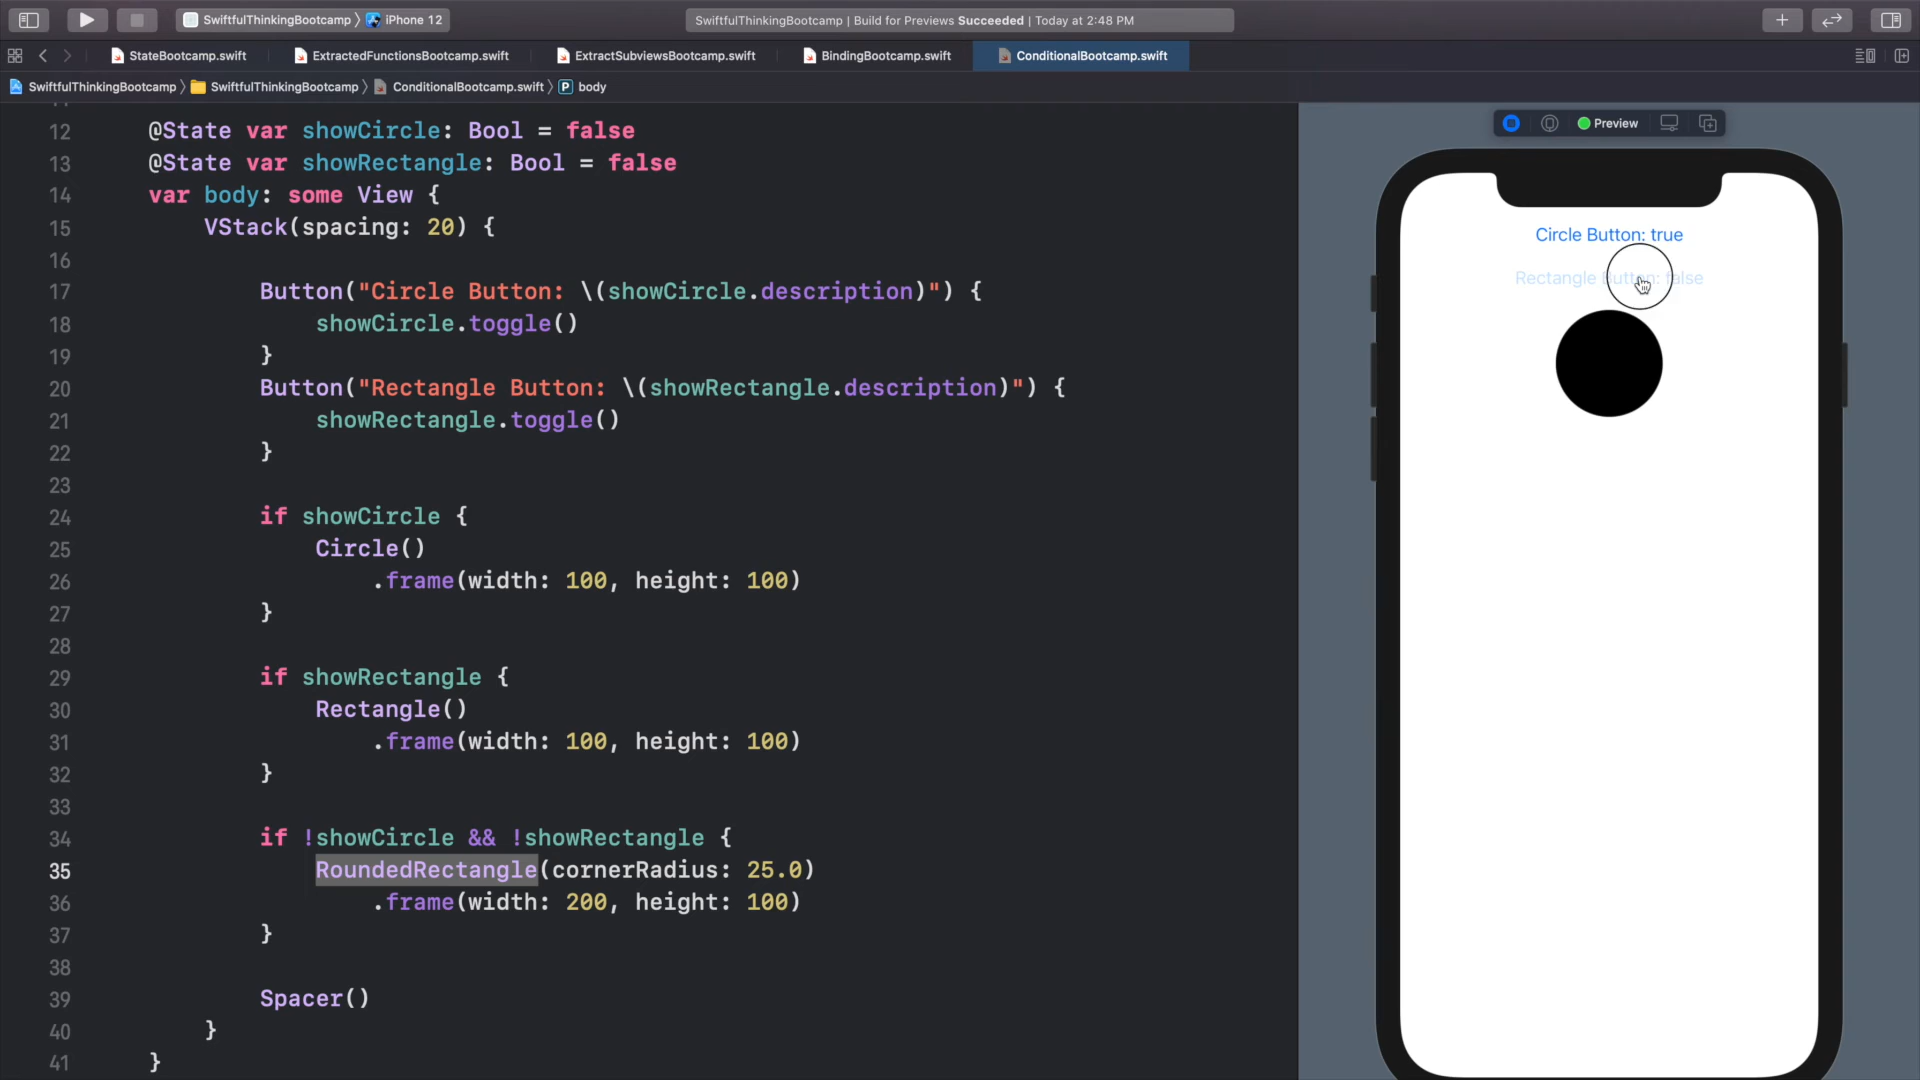 SwiftfulThinkingBootcamp 〉 iPhone 12
SwiftfulThinkingBootcamp | Build for Previews Succeeded | Today at 2:48 PM
StateBootcamp.swift
ExtractedFunctionsBootcamp.swift
ExtractSubviewsBootcamp.swift
BindingBootcamp.swift
ConditionalBootcamp.swift
SwiftfulThinkingBootcamp 〉 SwiftfulThinkingBootcamp 〉 ConditionalBootcamp.swift 〉 P body
12 @State var showCircle: Bool = false
13 @State var showRectangle: Bool = false
14 var body: some View {
15 VStack(spacing: 20) {
16
17 Button("Circle Button: \(showCircle.description)") {
18 showCircle.toggle()
19 }
20 Button("Rectangle Button: \(showRectangle.description)") {
21 showRectangle.toggle()
22 }
23
24 if showCircle {
25 Circle()
26 .frame(width: 100, height: 100)
27 }
28
29 if showRectangle {
30 Rectangle()
31 .frame(width: 100, height: 100)
32 }
33
34 if !showCircle && !showRectangle {
35 RoundedRectangle(cornerRadius: 25.0)
36 .frame(width: 200, height: 100)
37 }
38
39 Spacer()
40 }
41 }
Preview
Circle Button: true
Rectangle Button: false